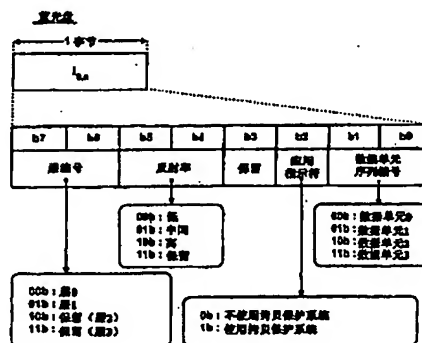 蓝光盘
1 字节
I0,n
b7 b6 b5 b4 b3 b2 b1 b0
层编号 反射率 保留 应用指示符 数据单元序列编号
00b：低
01b：中间
10b：高
11b：保留
00b：数据单元0
01b：数据单元1
10b：数据单元2
11b：数据单元3
00b：层0
01b：层1
10b：保留（层2）
11b：保留（层3）
0b：不使用拷贝保护系统
1b：使用拷贝保护系统